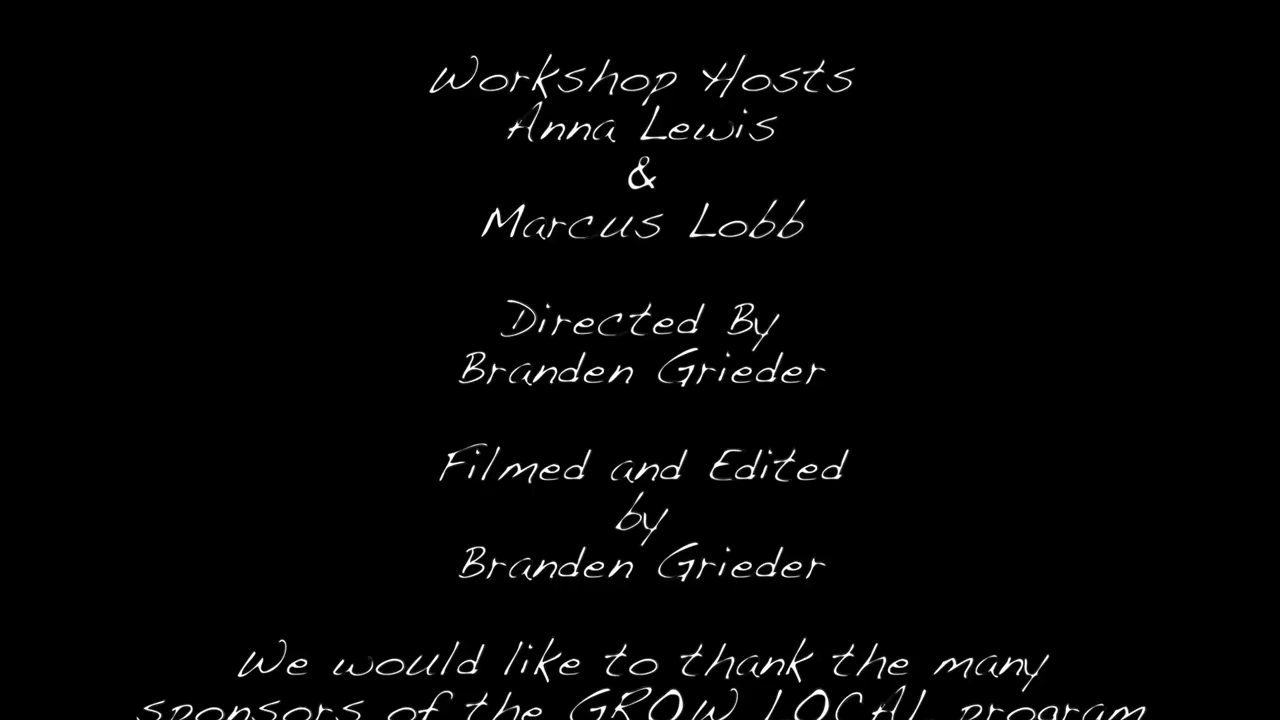 Workshop Hosts
Anna Lewis
&
Marcus Lobb
Directed By
Branden Grieder
Filmed and Edited
by
Branden Grieder
We would like to thank the many
sponsors of the GROW LOCAL program